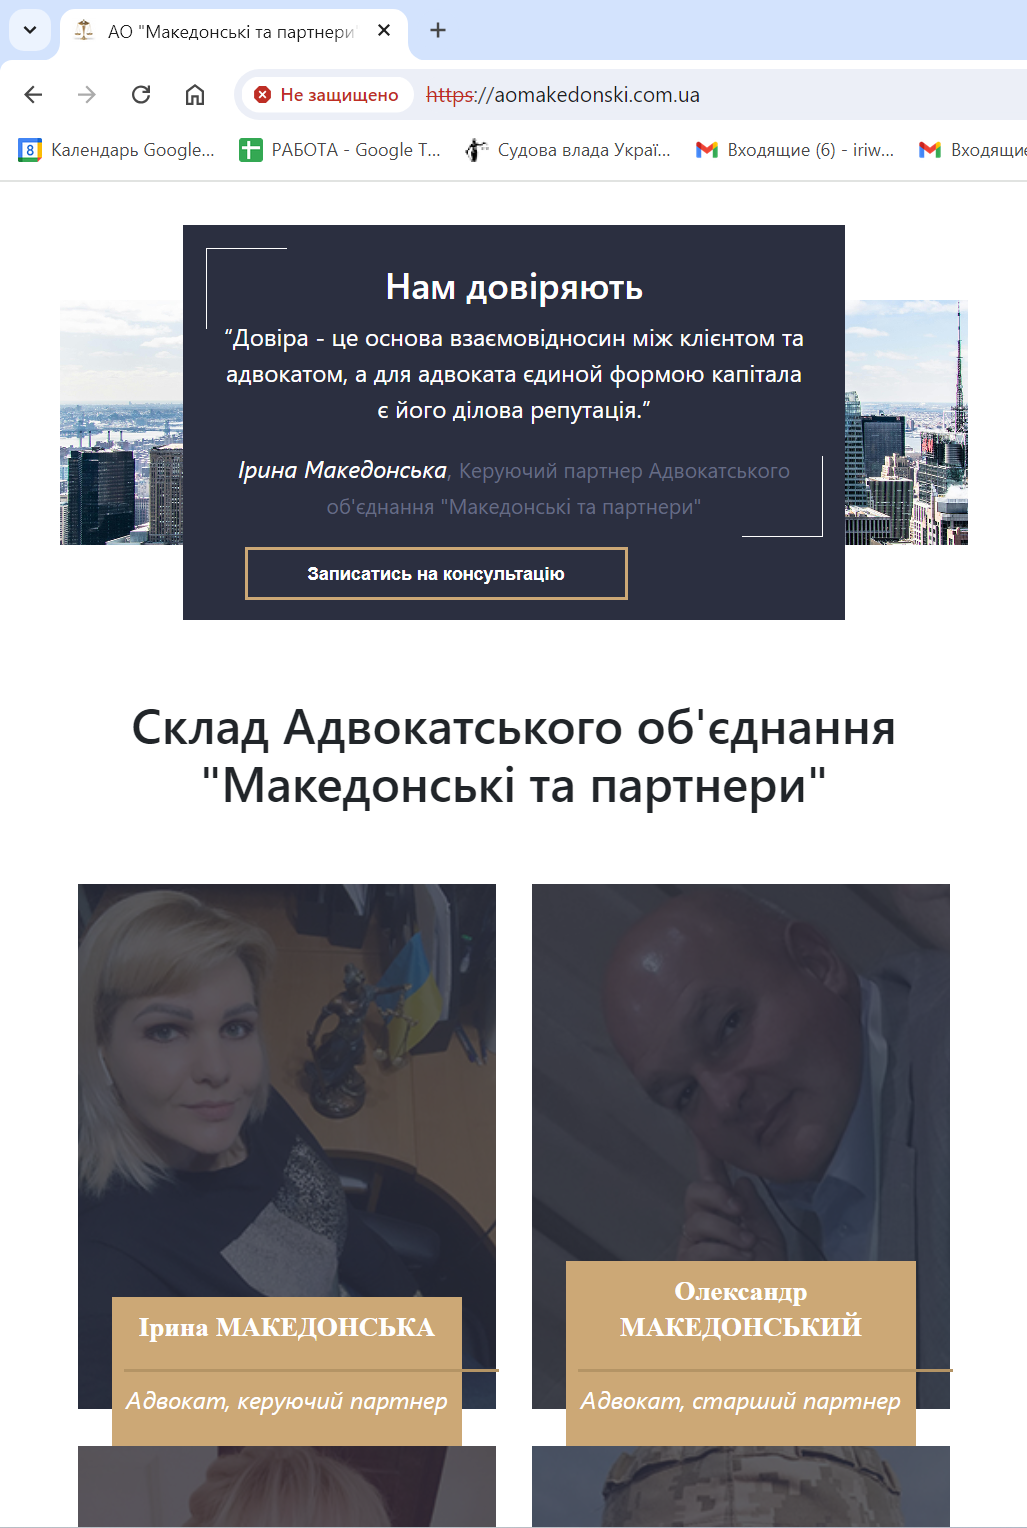 АО "Македонські та партнери"
Не защищено
https://aomakedonski.com.ua
8
Календарь Google...
РАБОТА - Google Т...
Судова влада Украї...
Входящие (6) - iriw...
Входящие
Нам довіряють
“Довіра - це основа взаємовідносин між клієнтом та
адвокатом, а для адвоката єдиной формою капітала
є його ділова репутація.”
Ірина Македонська, Керуючий партнер Адвокатського
об'єднання "Македонські та партнери"
Записатись на консультацію
Склад Адвокатського об'єднання
"Македонські та партнери"
Ірина МАКЕДОНСЬКА
Адвокат, керуючий партнер
Олександр
МАКЕДОНСЬКИЙ
Адвокат, старший партнер